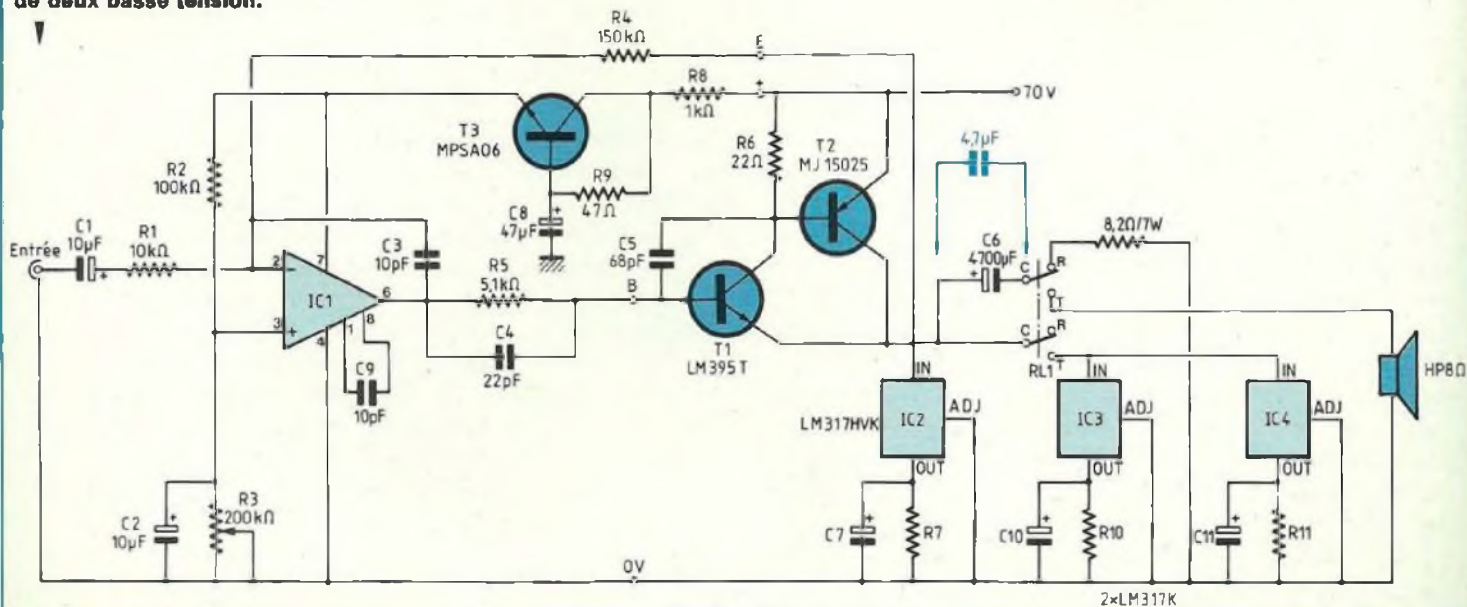 de deux basse tension.
R4
150kΩ
E
R8
1kΩ
+
70V
T3
MPSA06
R6
22Ω
T2
MJ 15025
4,7µF
R2
100kΩ
R9
47Ω
C8
47µF
+
8,2Ω/7W
C1
10µF
R1
10kΩ
Entrée
+
C3
10pF
R5
5,1kΩ
C5
68pF
C6
4700µF
+
C
R
T
2
-
7
IC1
6
B
3
+
4
1
8
C4
22pF
T1
LM395T
C
R
RL1
T
HP8Ω
C9
10pF
IN
LM317HVK
IC2
ADJ
OUT
IN
IC3
ADJ
OUT
IN
IC4
ADJ
OUT
C2
10µF
+
R3
200kΩ
C7
+
R7
C10
+
R10
C11
+
R11
0V
2×LM317K